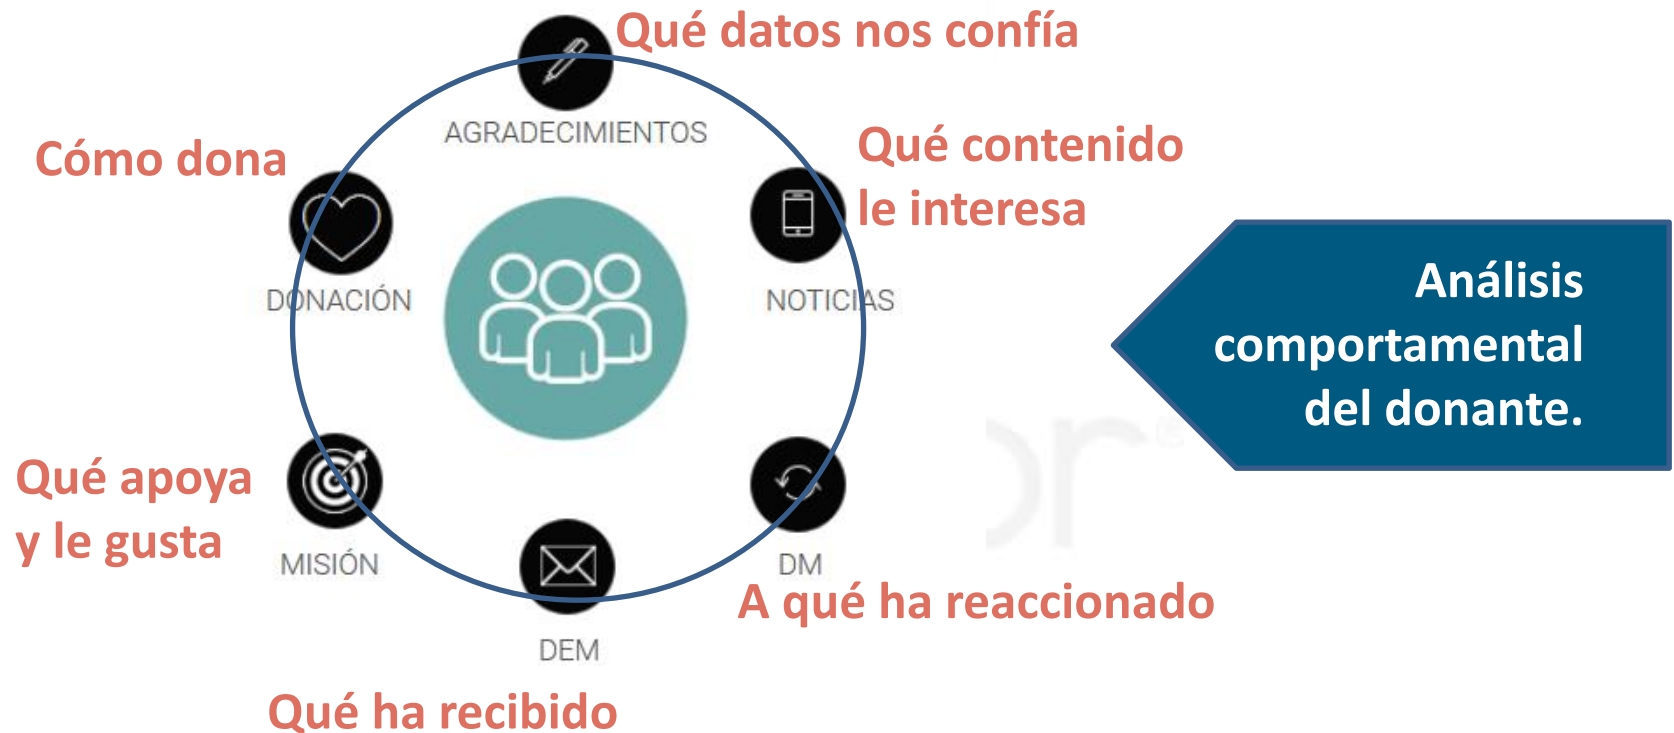 Qué datos nos confía
AGRADECIMIENTOS
Cómo dona
Qué contenido
le interesa
DONACIÓN
NOTICIAS
Análisis
comportamental
del donante.
Qué apoya
y le gusta
MISIÓN
DM
A qué ha reaccionado
DEM
Qué ha recibido